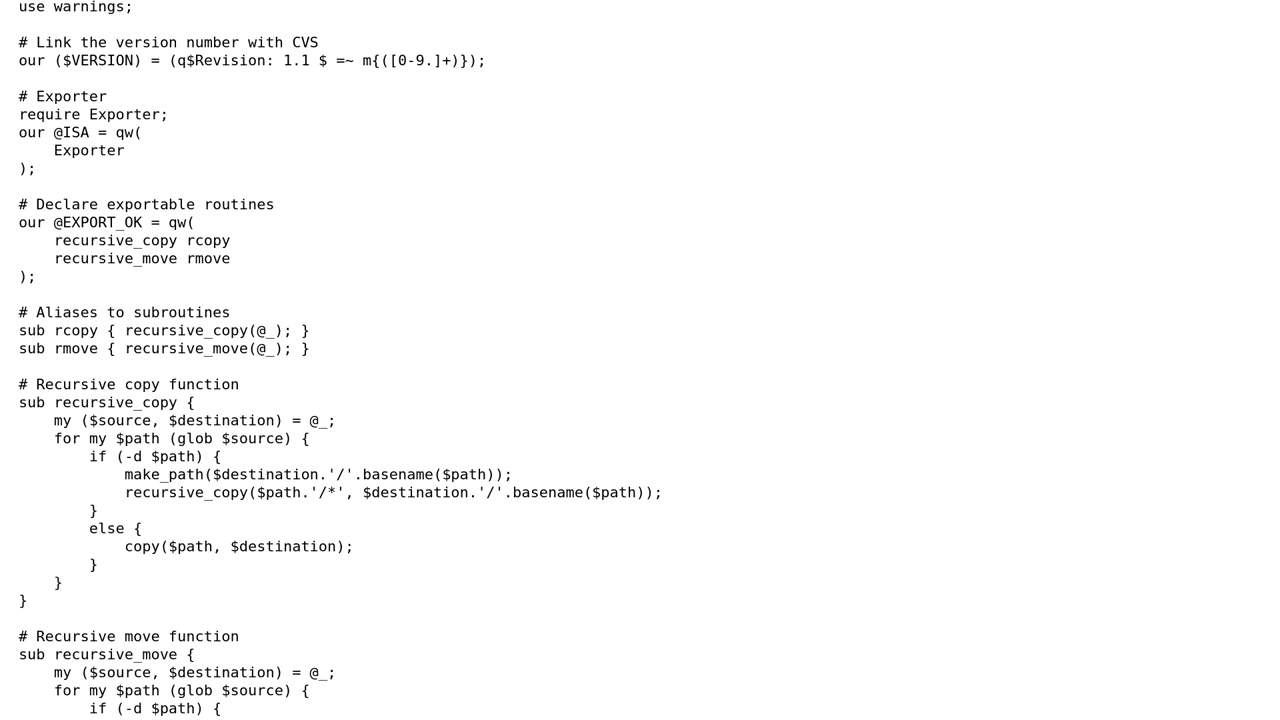 use warnings;

# Link the version number with CVS
our ($VERSION) = (q$Revision: 1.1 $ =~ m{([0-9.]+)});

# Exporter
require Exporter;
our @ISA = qw(
    Exporter
);

# Declare exportable routines
our @EXPORT_OK = qw(
    recursive_copy rcopy
    recursive_move rmove
);

# Aliases to subroutines
sub rcopy { recursive_copy(@_); }
sub rmove { recursive_move(@_); }

# Recursive copy function
sub recursive_copy {
    my ($source, $destination) = @_;
    for my $path (glob $source) {
        if (-d $path) {
            make_path($destination.'/'.basename($path));
            recursive_copy($path.'/*', $destination.'/'.basename($path));
        }
        else {
            copy($path, $destination);
        }
    }
}

# Recursive move function
sub recursive_move {
    my ($source, $destination) = @_;
    for my $path (glob $source) {
        if (-d $path) {